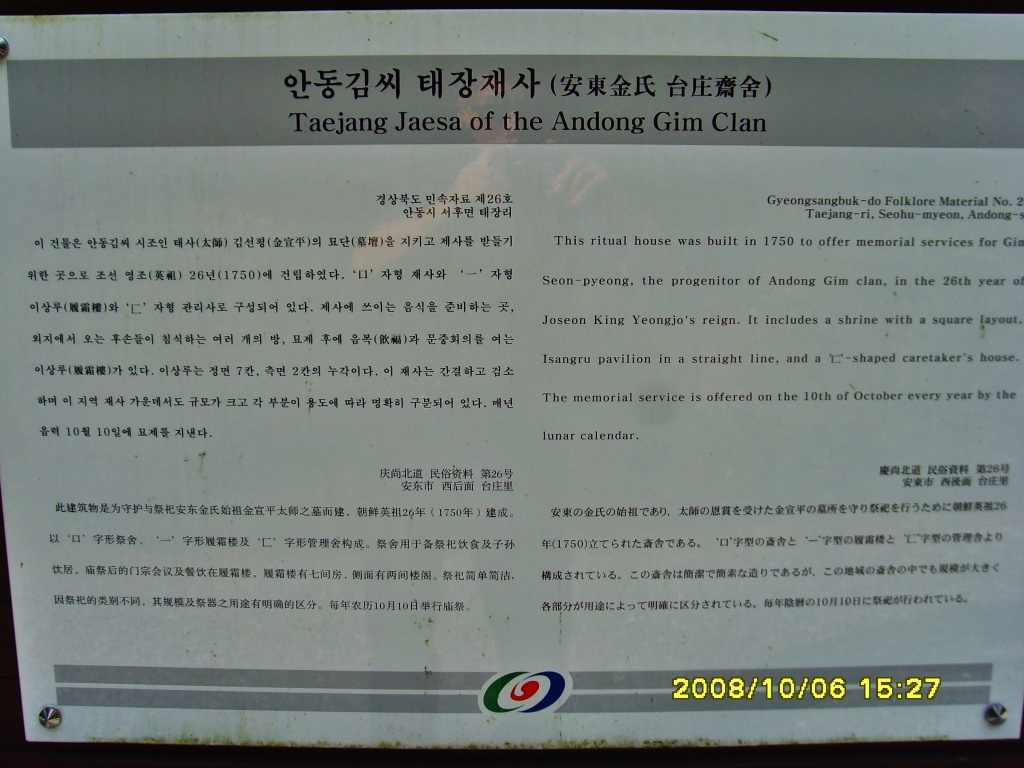 안동김씨 태장재사 (安東金氏 台庄齋舍)
Taejang Jaesa of the Andong Gim Clan
경상북도 민속자료 제26호
안동시 서후면 태장리
이 건물은 안동김씨 시조인 태사(太師) 김선평(金宣平)의 묘단(墓壇)을 지키고 제사를 받들기
위한 곳으로 조선 영조(英祖) 26년(1750)에 건립하였다. ‘口’ 자형 재사와 ‘一’ 자형
이상루(履霜樓)와 ‘匸’ 자형 관리사로 구성되어 있다. 제사에 쓰이는 음식을 준비하는 곳,
외지에서 오는 후손들이 침식하는 여러 개의 방, 묘제 후에 음복(飮福)과 문중회의를 여는
이상루(履霜樓)가 있다. 이상루는 정면 7칸, 측면 2칸의 누각이다. 이 재사는 간결하고 검소
하며 이 지역 재사 가운데서도 규모가 크고 각 부분이 용도에 따라 명확히 구분되어 있다. 매년
음력 10월 10일에 묘제를 지낸다.
Gyeongsangbuk-do Folklore Material No. 2
Taejang-ri, Seohu-myeon, Andong-s
This ritual house was built in 1750 to offer memorial services for Gim
Seon-pyeong, the progenitor of Andong Gim clan, in the 26th year of
Joseon King Yeongjo's reign. It includes a shrine with a square layout,
Isangru pavilion in a straight line, and a ‘匸’-shaped caretaker's house.
The memorial service is offered on the 10th of October every year by the
lunar calendar.
庆尚北道 民俗资料 第26号
安东市 西后面 台庄里
此建筑物是为守护与祭祀安东金氏始祖金宣平太师之墓而建，朝鲜英祖26年（1750年）建成。
以‘口’字形祭舍、‘一’字形履霜楼及‘匸’字形管理舍构成。祭舍用于备祭祀饮食及子孙
饮居，庙祭后的门宗会议及餐饮在履霜楼，履霜楼有七间房，侧面有两间楼阁。祭祀简单简洁，
因祭祀的类别不同，其规模及祭器之用途有明确的区分。每年农历10月10日举行庙祭。
慶尚北道 民俗資料 第26号
安東市 西後面 台庄里
安東の金氏の始祖であり、太師の恩賞を受けた金宣平の墓所を守り祭祀を行うために朝鮮英祖26
年(1750)立てられた斎舎である。‘口’字型の斎舎と‘一’字型の履霜楼と‘匸’字型の管理舎より
構成されている。この斎舎は簡潔で簡素な造りであるが、この地域の斎舎の中でも規模が大きく
各部分が用途によって明確に区分されている。毎年陰暦の10月10日に祭祀が行われている。
2008/10/06 15:27